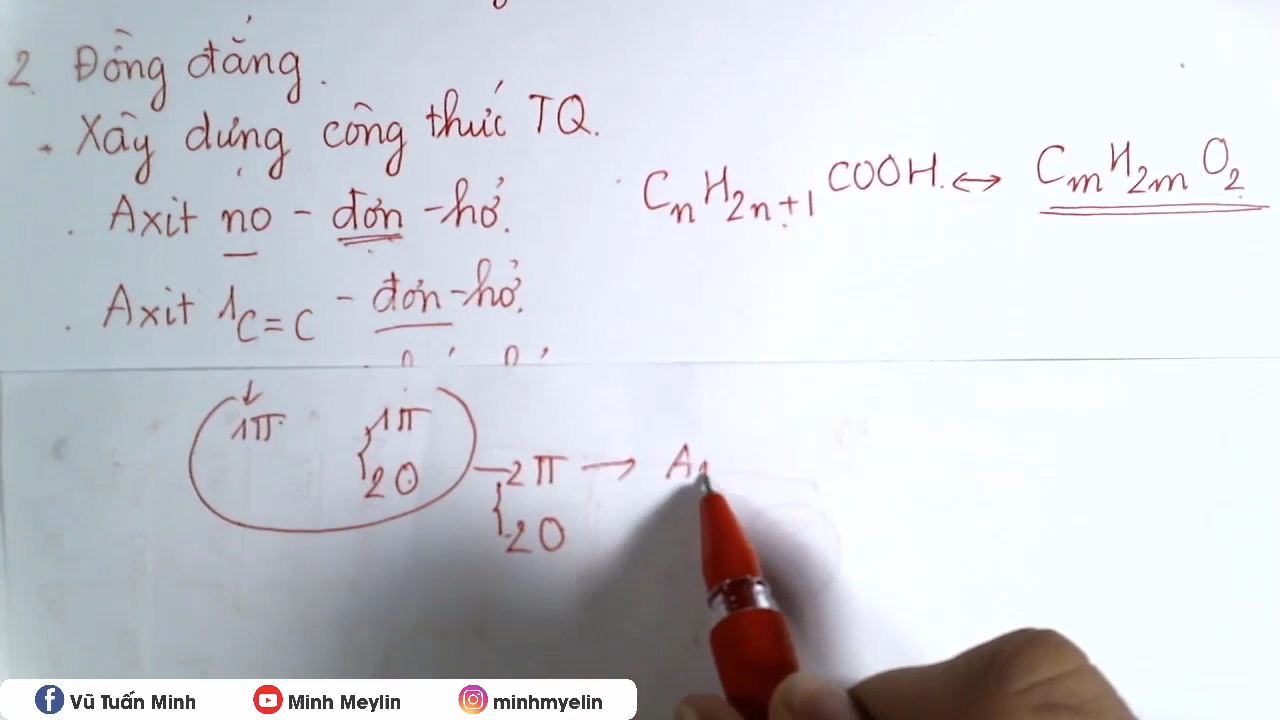 2. Đồng đẳng.
Xây dựng công thức TQ.
Axit no - đơn - hở.
CnH2n+1COOH ↔ CmH2mO2
Axit 1C=C - đơn - hở.
1π 1π
2O
2π → A
2O
Vũ Tuấn Minh Minh Meylin minhmyelin